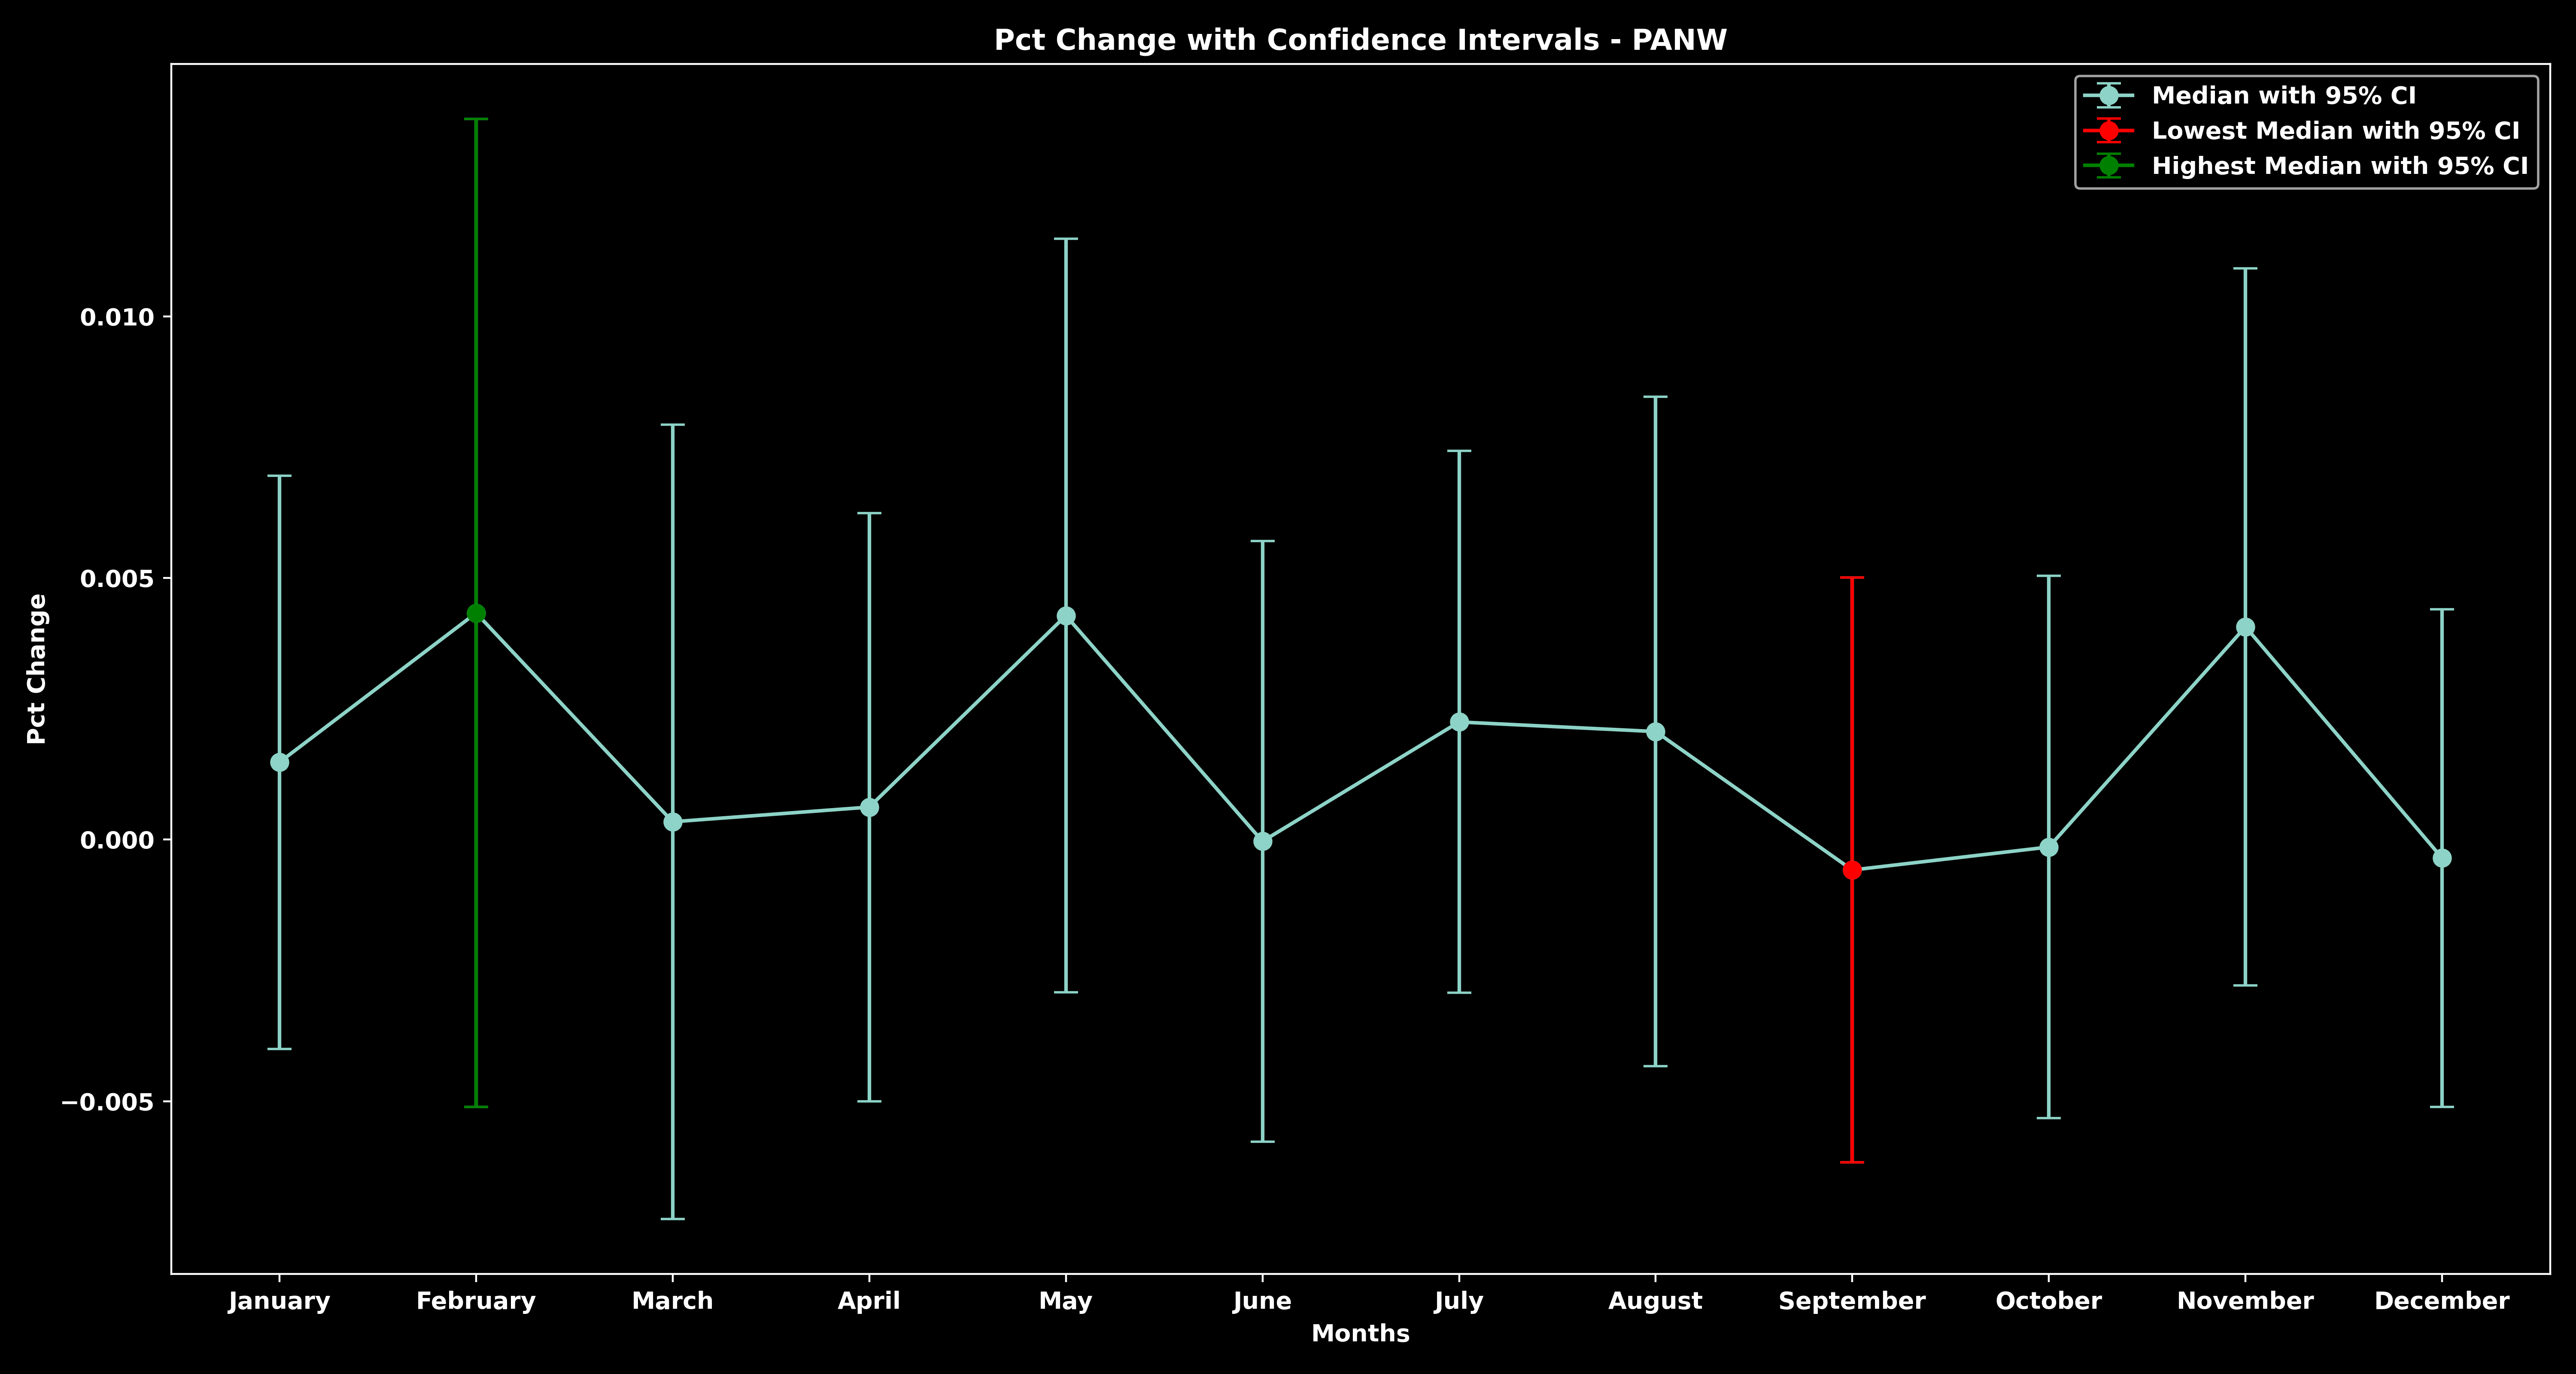 Pct Change with Confidence Intervals - PANW
Median with 95% CI
Lowest Median with 95% CI
Highest Median with 95% CI
0.010
0.005
0.000
−0.005
Pct Change
January February March April May June July August September October November December
Months